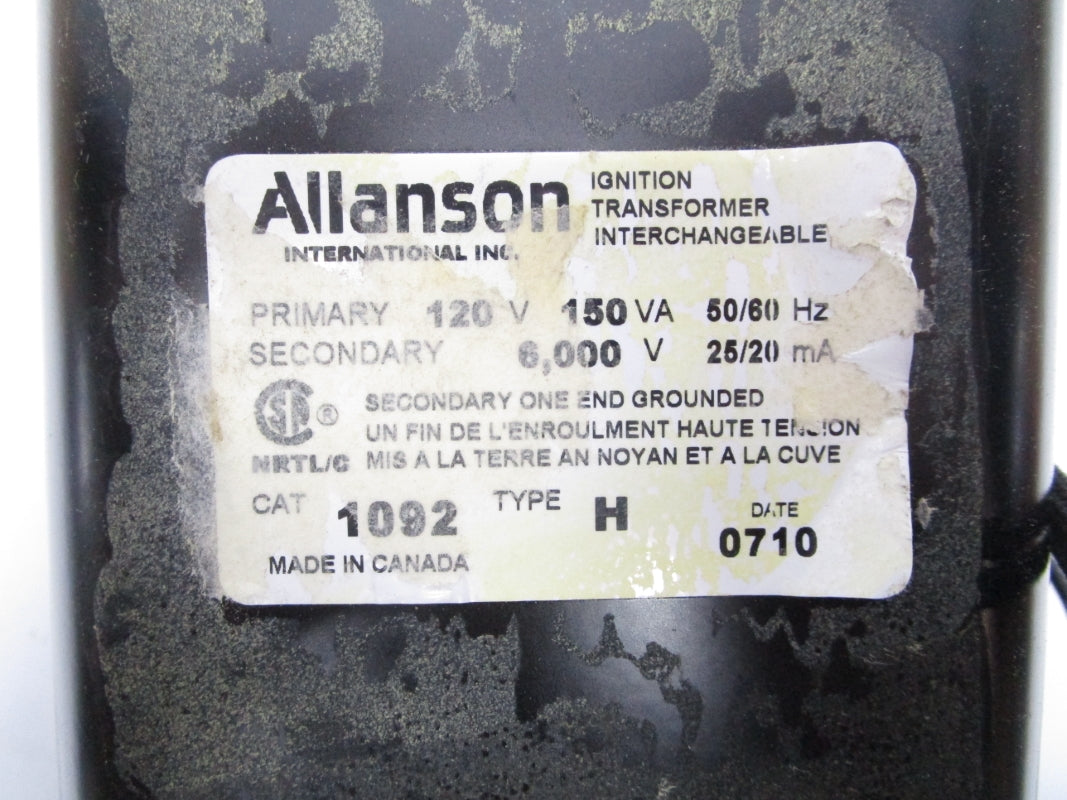 Allanson
INTERNATIONAL INC.
IGNITION
TRANSFORMER
INTERCHANGEABLE
PRIMARY 120 V 150 VA 50/60 Hz
SECONDARY 6,000 V 25/20 mA
SECONDARY ONE END GROUNDED
UN FIN DE L'ENROULMENT HAUTE TENSION
MIS A LA TERRE AN NOYAN ET A LA CUVE
® NRTL/C
CAT 1092 TYPE H
DATE
0710
MADE IN CANADA